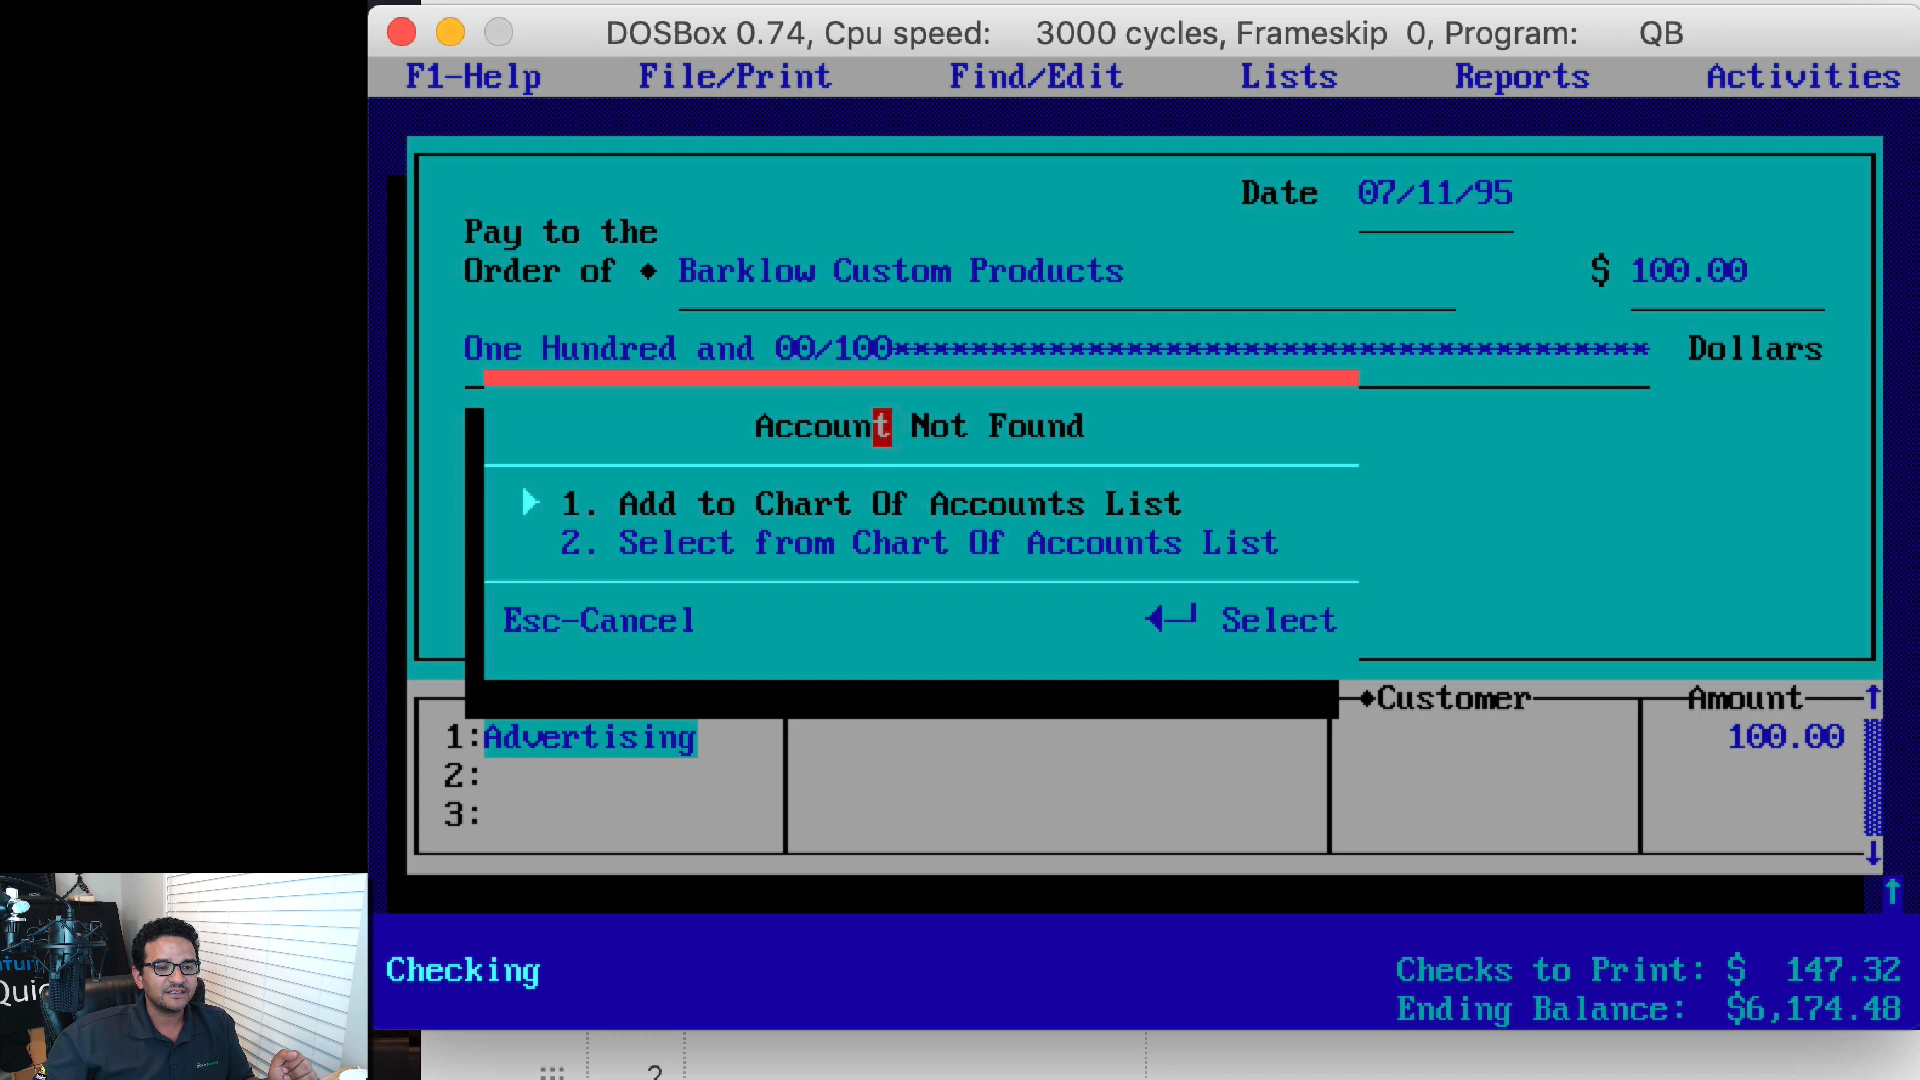 DOSBox 0.74, Cpu speed: 3000 cycles, Frameskip 0, Program: QB
F1-Help File/Print Find/Edit Lists Reports Activities
Date 07/11/95
Pay to the
Order of ◆ Barklow Custom Products $ 100.00
One Hundred and 00/100*************************************** Dollars
Account Not Found
1. Add to Chart Of Accounts List
2. Select from Chart Of Accounts List
Esc-Cancel Select
◆Customer Amount
1:Advertising 100.00
2:
3:
Checking
Checks to Print: $ 147.32
Ending Balance: $6,174.48
2